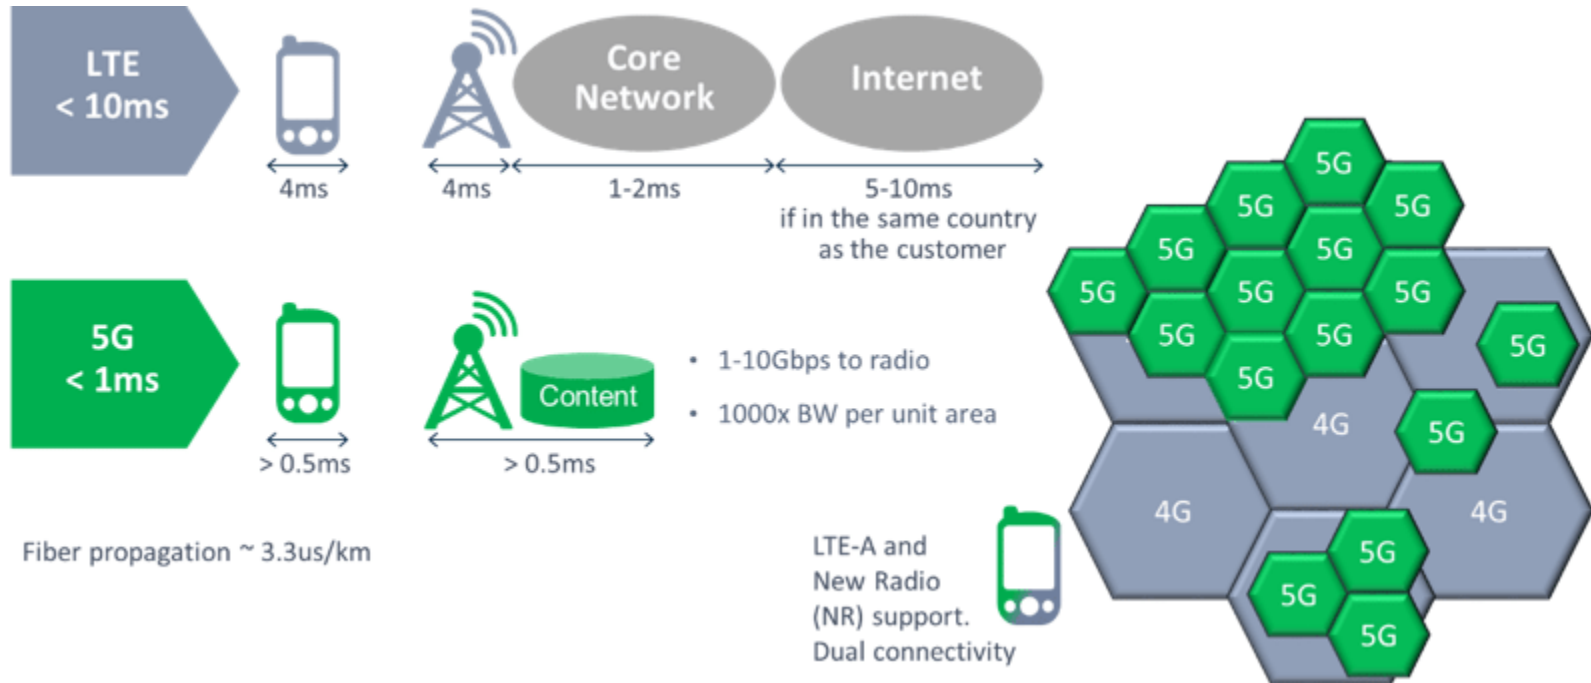 LTE
< 10ms
Core
Network
Internet
4ms
4ms
1-2ms
5-10ms
if in the same country
as the customer
5G
< 1ms
Content
• 1-10Gbps to radio
• 1000x BW per unit area
> 0.5ms
> 0.5ms
Fiber propagation ~ 3.3us/km
LTE-A and
New Radio
(NR) support.
Dual connectivity
5G
5G
5G
5G
5G
5G
5G
5G
5G
5G
5G
5G
5G
4G
5G
4G
4G
5G
5G
5G